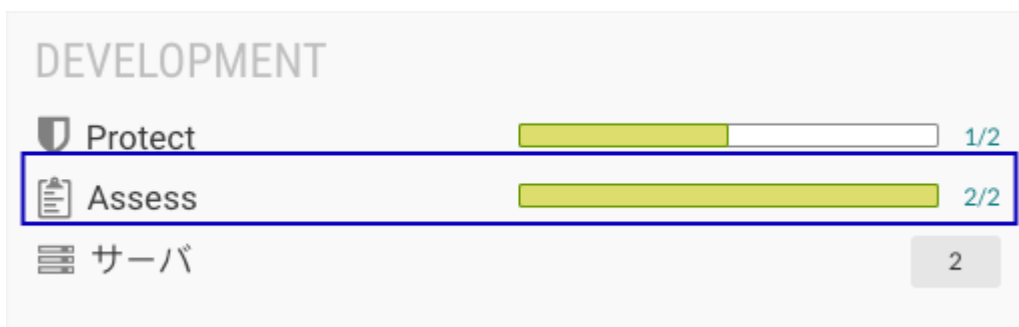 DEVELOPMENT
Protect 1/2
Assess 2/2
サーバ 2